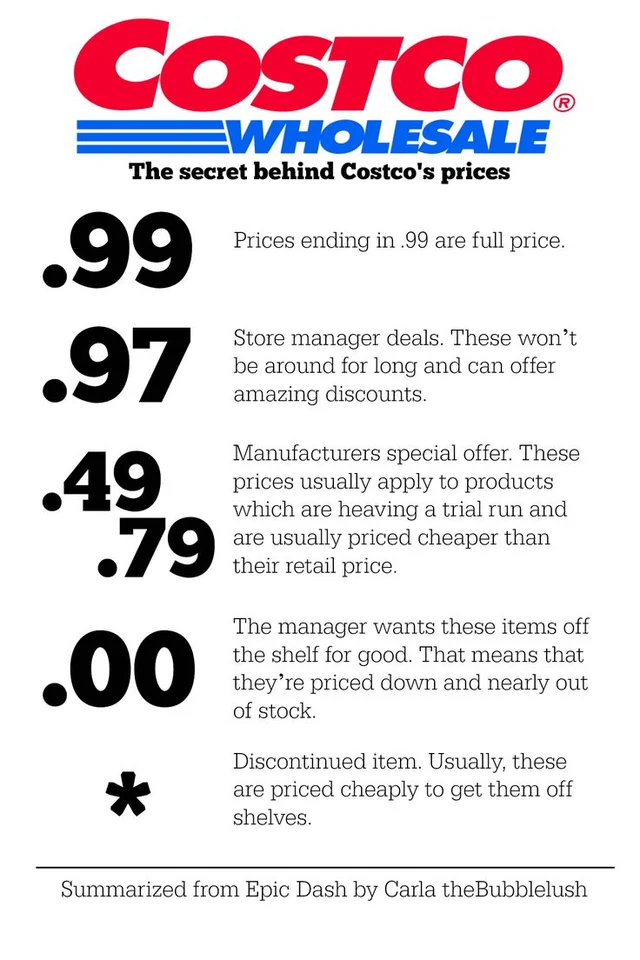 COSTCO®
WHOLESALE
The secret behind Costco's prices
.99
Prices ending in .99 are full price.
.97
Store manager deals. These won't
be around for long and can offer
amazing discounts.
.49
.79
Manufacturers special offer. These
prices usually apply to products
which are heaving a trial run and
are usually priced cheaper than
their retail price.
.00
The manager wants these items off
the shelf for good. That means that
they're priced down and nearly out
of stock.
*
Discontinued item. Usually, these
are priced cheaply to get them off
shelves.
Summarized from Epic Dash by Carla theBubblelush